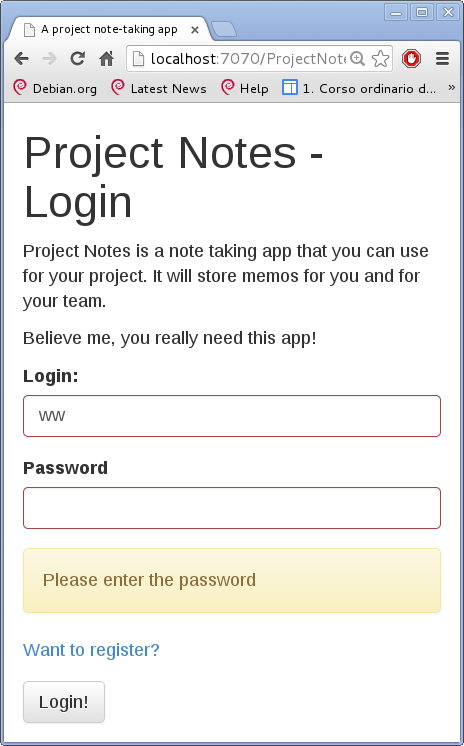 A project note-taking app
localhost:7070/ProjectNote
Debian.org Latest News Help 1. Corso ordinario d... »
Project Notes -
Login
Project Notes is a note taking app that you can use
for your project. It will store memos for you and for
your team.
Believe me, you really need this app!
Login:
ww
Password
Please enter the password
Want to register?
Login!